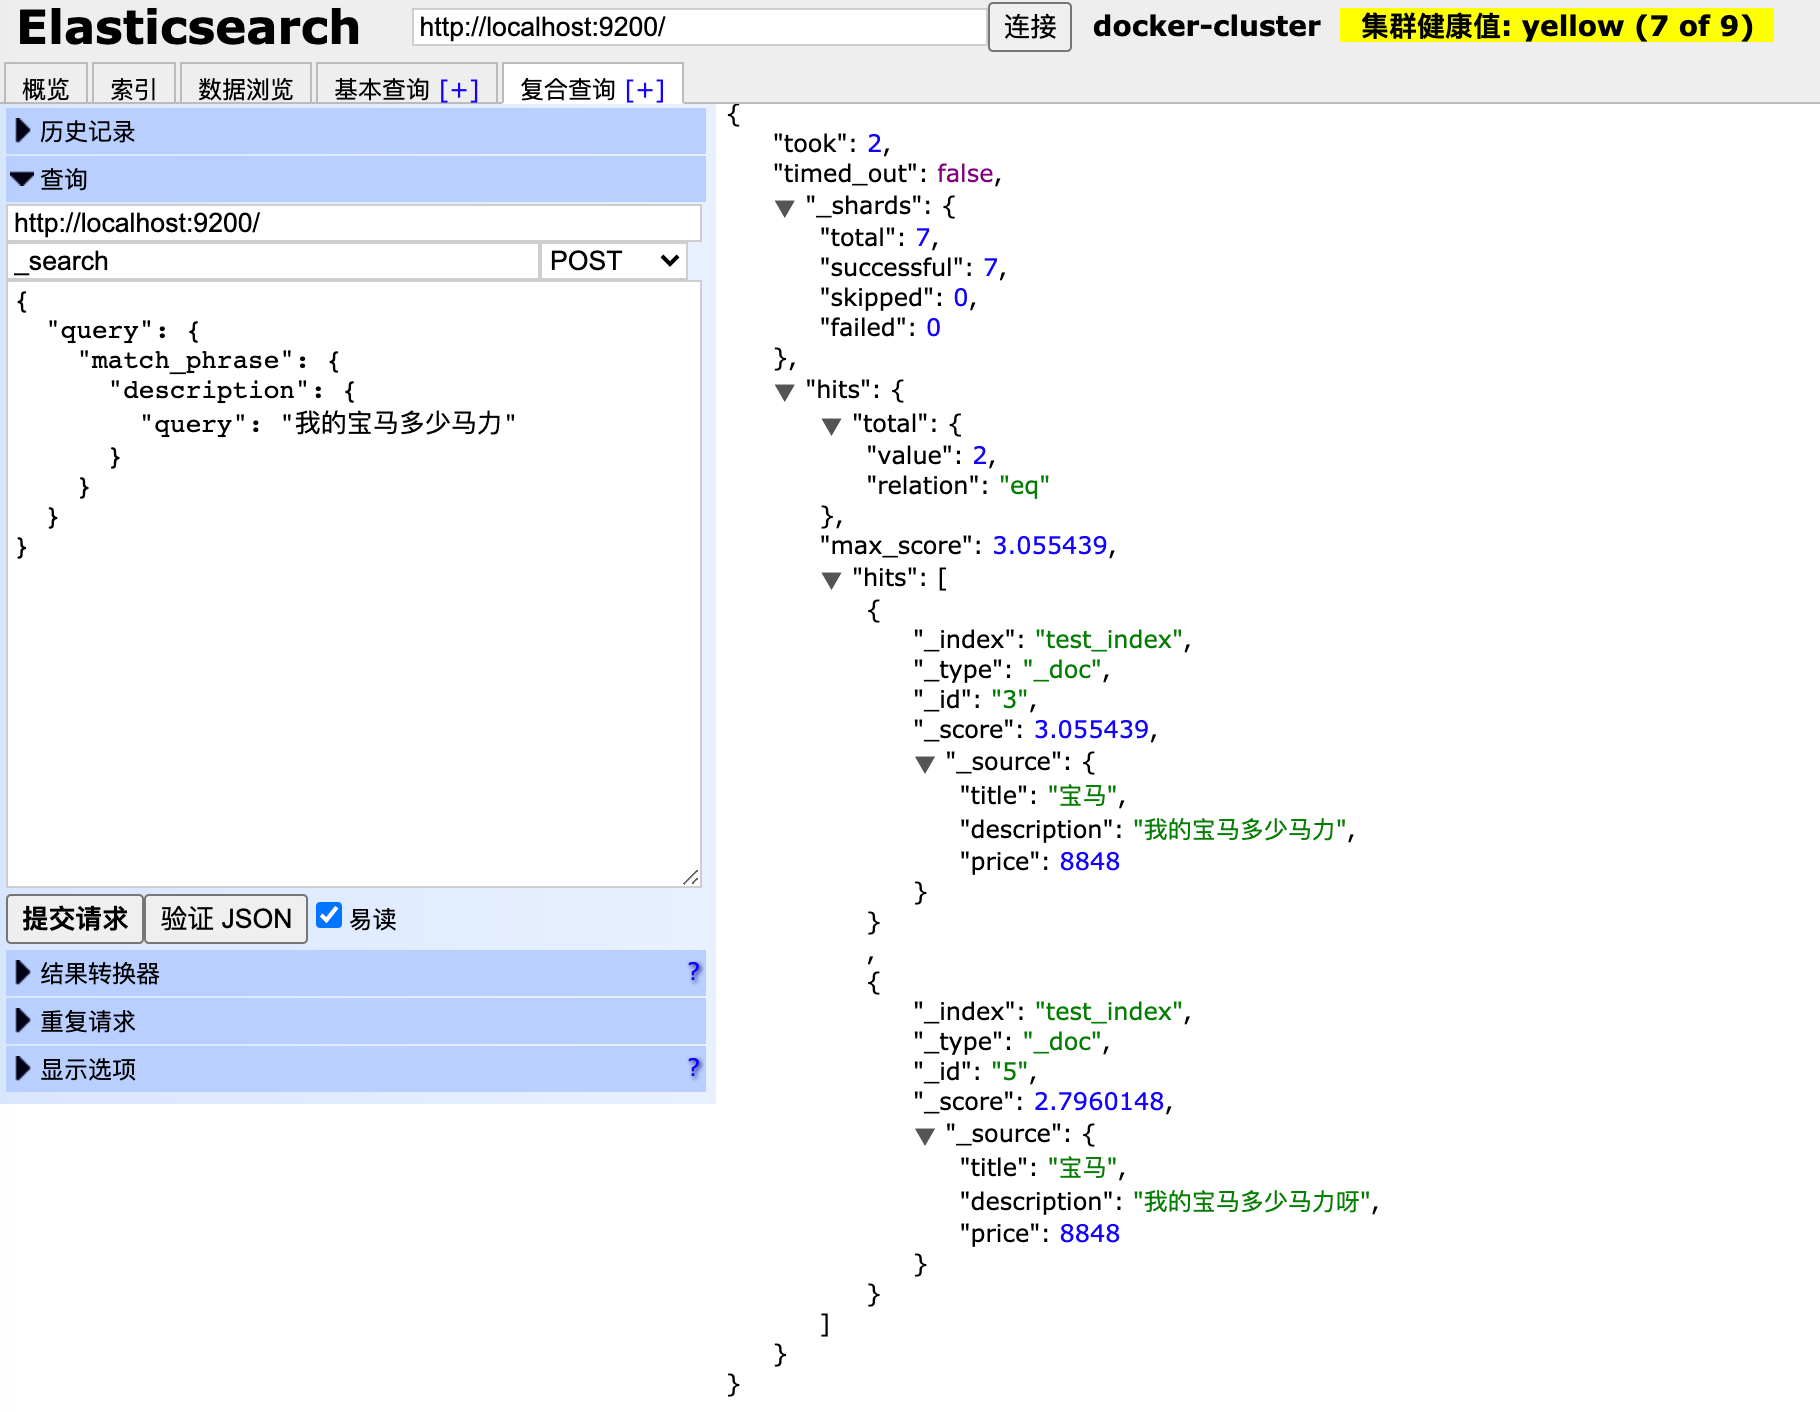 Elasticsearch http://localhost:9200/ 连接 docker-cluster 集群健康值: yellow (7 of 9)
概览 索引 数据浏览 基本查询 [+] 复合查询 [+]
历史记录
查询
http://localhost:9200/
_search POST
{
"query": {
"match_phrase": {
"description": {
"query": "我的宝马多少马力"
}
}
}
}
提交请求 验证 JSON 易读
结果转换器 ?
重复请求
显示选项 ?
{
"took": 2,
"timed_out": false,
"_shards": {
"total": 7,
"successful": 7,
"skipped": 0,
"failed": 0
},
"hits": {
"total": {
"value": 2,
"relation": "eq"
},
"max_score": 3.055439,
"hits": [
{
"_index": "test_index",
"_type": "_doc",
"_id": "3",
"_score": 3.055439,
"_source": {
"title": "宝马",
"description": "我的宝马多少马力",
"price": 8848
}
}
,
{
"_index": "test_index",
"_type": "_doc",
"_id": "5",
"_score": 2.7960148,
"_source": {
"title": "宝马",
"description": "我的宝马多少马力呀",
"price": 8848
}
}
]
}
}